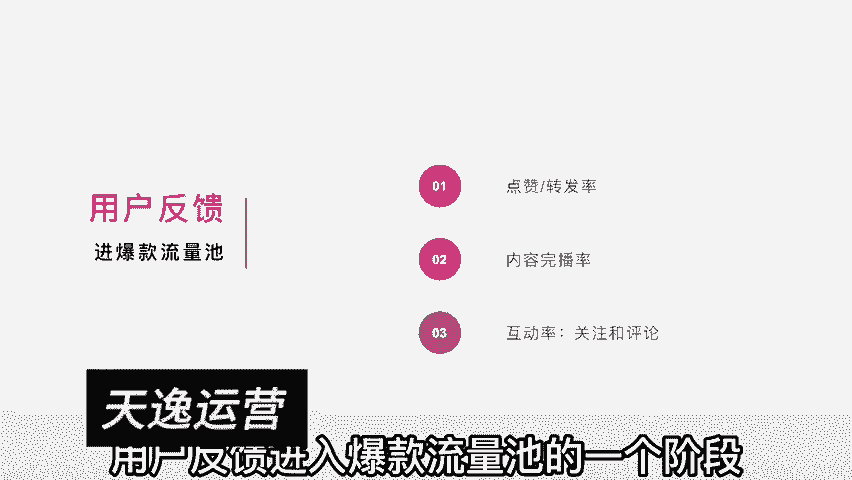 用户反馈
进爆款流量池
01
点赞/转发率
02
内容完播率
03
互动率：关注和评论
天逸运营
用户反馈进入爆款流量池的一个阶段